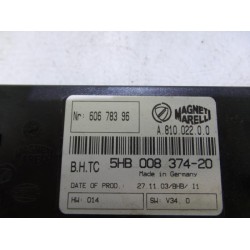 Nr: 606 783 95
MAGNETI
MARELLI
A 810 022 0 0
B.H.TC 5HB 008 374-20
Made in Germany
DATE OF PROD.: 27 11 03/BHB/ 11
HW: 014
SW: V34. 0